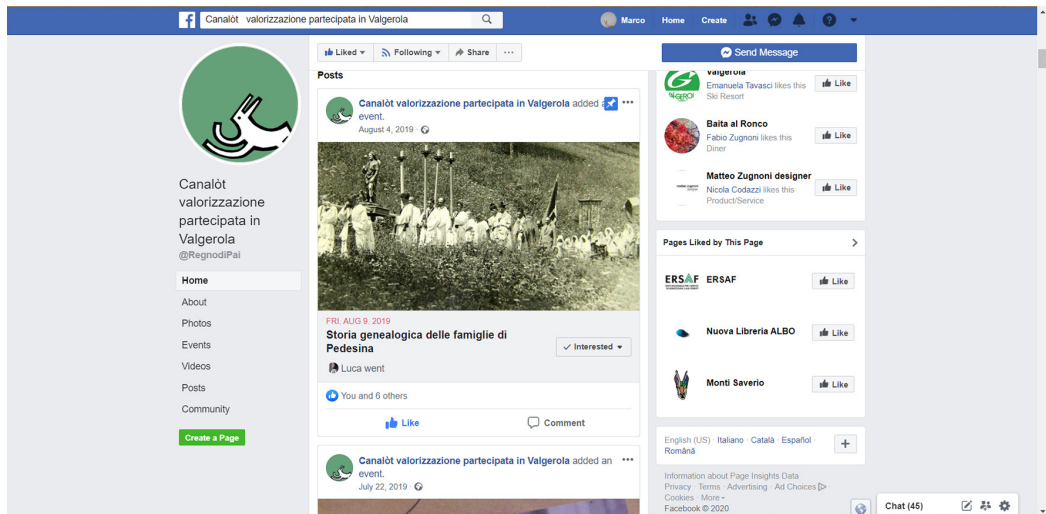 Canalòt valorizzazione partecipata in Valgerola
Marco
Home
Create
Liked
Following
Share
Send Message
Canalòt
valorizzazione
partecipata in
Valgerola
@RegnodiPai
Home
About
Photos
Events
Videos
Posts
Community
Create a Page
Posts
Canalòt valorizzazione partecipata in Valgerola added
event.
August 4, 2019
FRI, AUG 9, 2019
Storia genealogica delle famiglie di
Pedesina
Interested
Luca went
You and 6 others
Like
Comment
Canalòt valorizzazione partecipata in Valgerola added an
event.
July 22, 2019
Valgerola
Emanuela Tavasci likes this
Ski Resort
Like
Baita al Ronco
Fabio Zugnoni likes this
Diner
Like
Matteo Zugnoni designer
Nicola Codazzi likes this
Product/Service
Like
Pages Liked by This Page
ERSAF
ERSAF
Like
Nuova Libreria ALBO
Like
Monti Saverio
Like
English (US) · Italiano · Català · Español ·
Română
Information about Page Insights Data
Privacy · Terms · Advertising · Ad Choices ·
Cookies · More
Facebook © 2020
Chat (45)